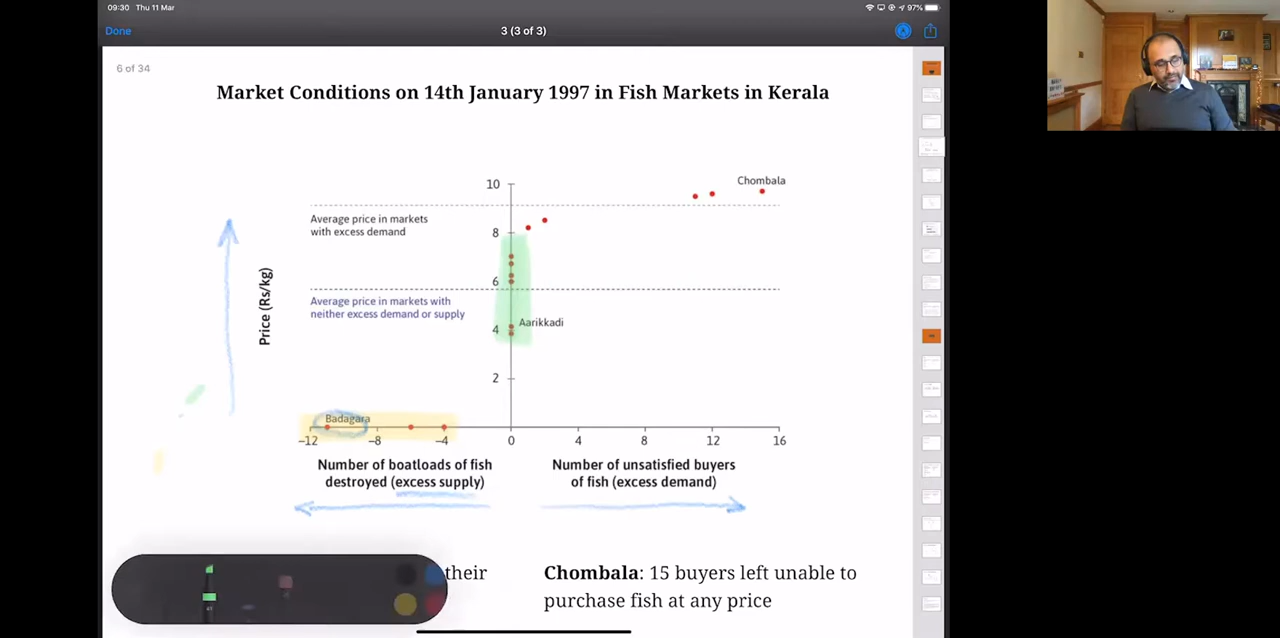 09:30 Thu 11 Mar
97%
Done
3 (3 of 3)
6 of 34
Market Conditions on 14th January 1997 in Fish Markets in Kerala
10
Chombala
Average price in markets
with excess demand
8
6
Average price in markets with
neither excess demand or supply
4
Aarikkadi
2
Price (Rs/kg)
Badagara
−12 −8 −4 0 4 8 12 16
Number of boatloads of fish
destroyed (excess supply)
Number of unsatisfied buyers
of fish (excess demand)
their
Chombala: 15 buyers left unable to
purchase fish at any price